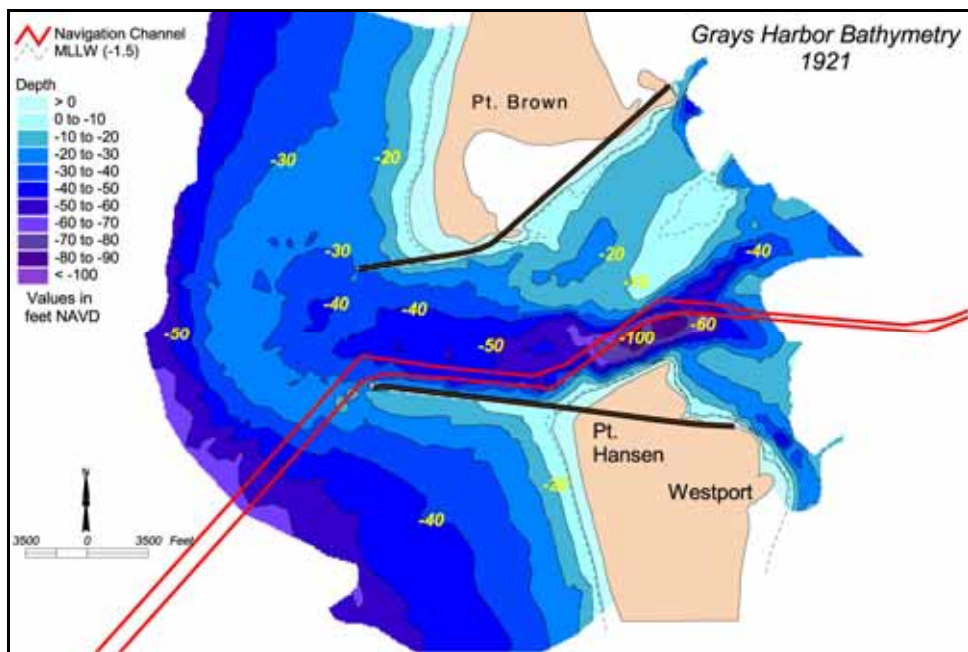 Navigation Channel
MLLW (-1.5)
Depth
> 0
0 to -10
-10 to -20
-20 to -30
-30 to -40
-40 to -50
-50 to -60
-60 to -70
-70 to -80
-80 to -90
< -100
Values in
feet NAVD
Grays Harbor Bathymetry
1921
Pt. Brown
-30
-20
-30
-20
-40
-40
-40
-50
-50
-100
-60
Pt.
Hansen
Westport
-40
N
3500 0 3500 Feet